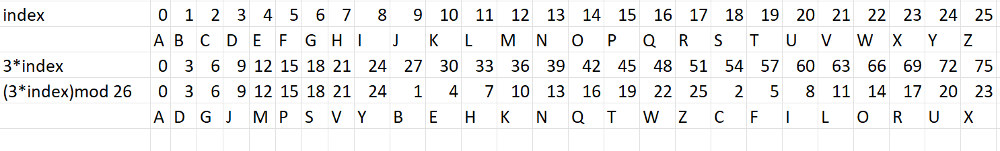 index 0 1 2 3 4 5 6 7 8 9 10 11 12 13 14 15 16 17 18 19 20 21 22 23 24 25
A B C D E F G H I J K L M N O P Q R S T U V W X Y Z
3*index 0 3 6 9 12 15 18 21 24 27 30 33 36 39 42 45 48 51 54 57 60 63 66 69 72 75
(3*index)mod 26 0 3 6 9 12 15 18 21 24 1 4 7 10 13 16 19 22 25 2 5 8 11 14 17 20 23
A D G J M P S V Y B E H K N Q T W Z C F I L O R U X